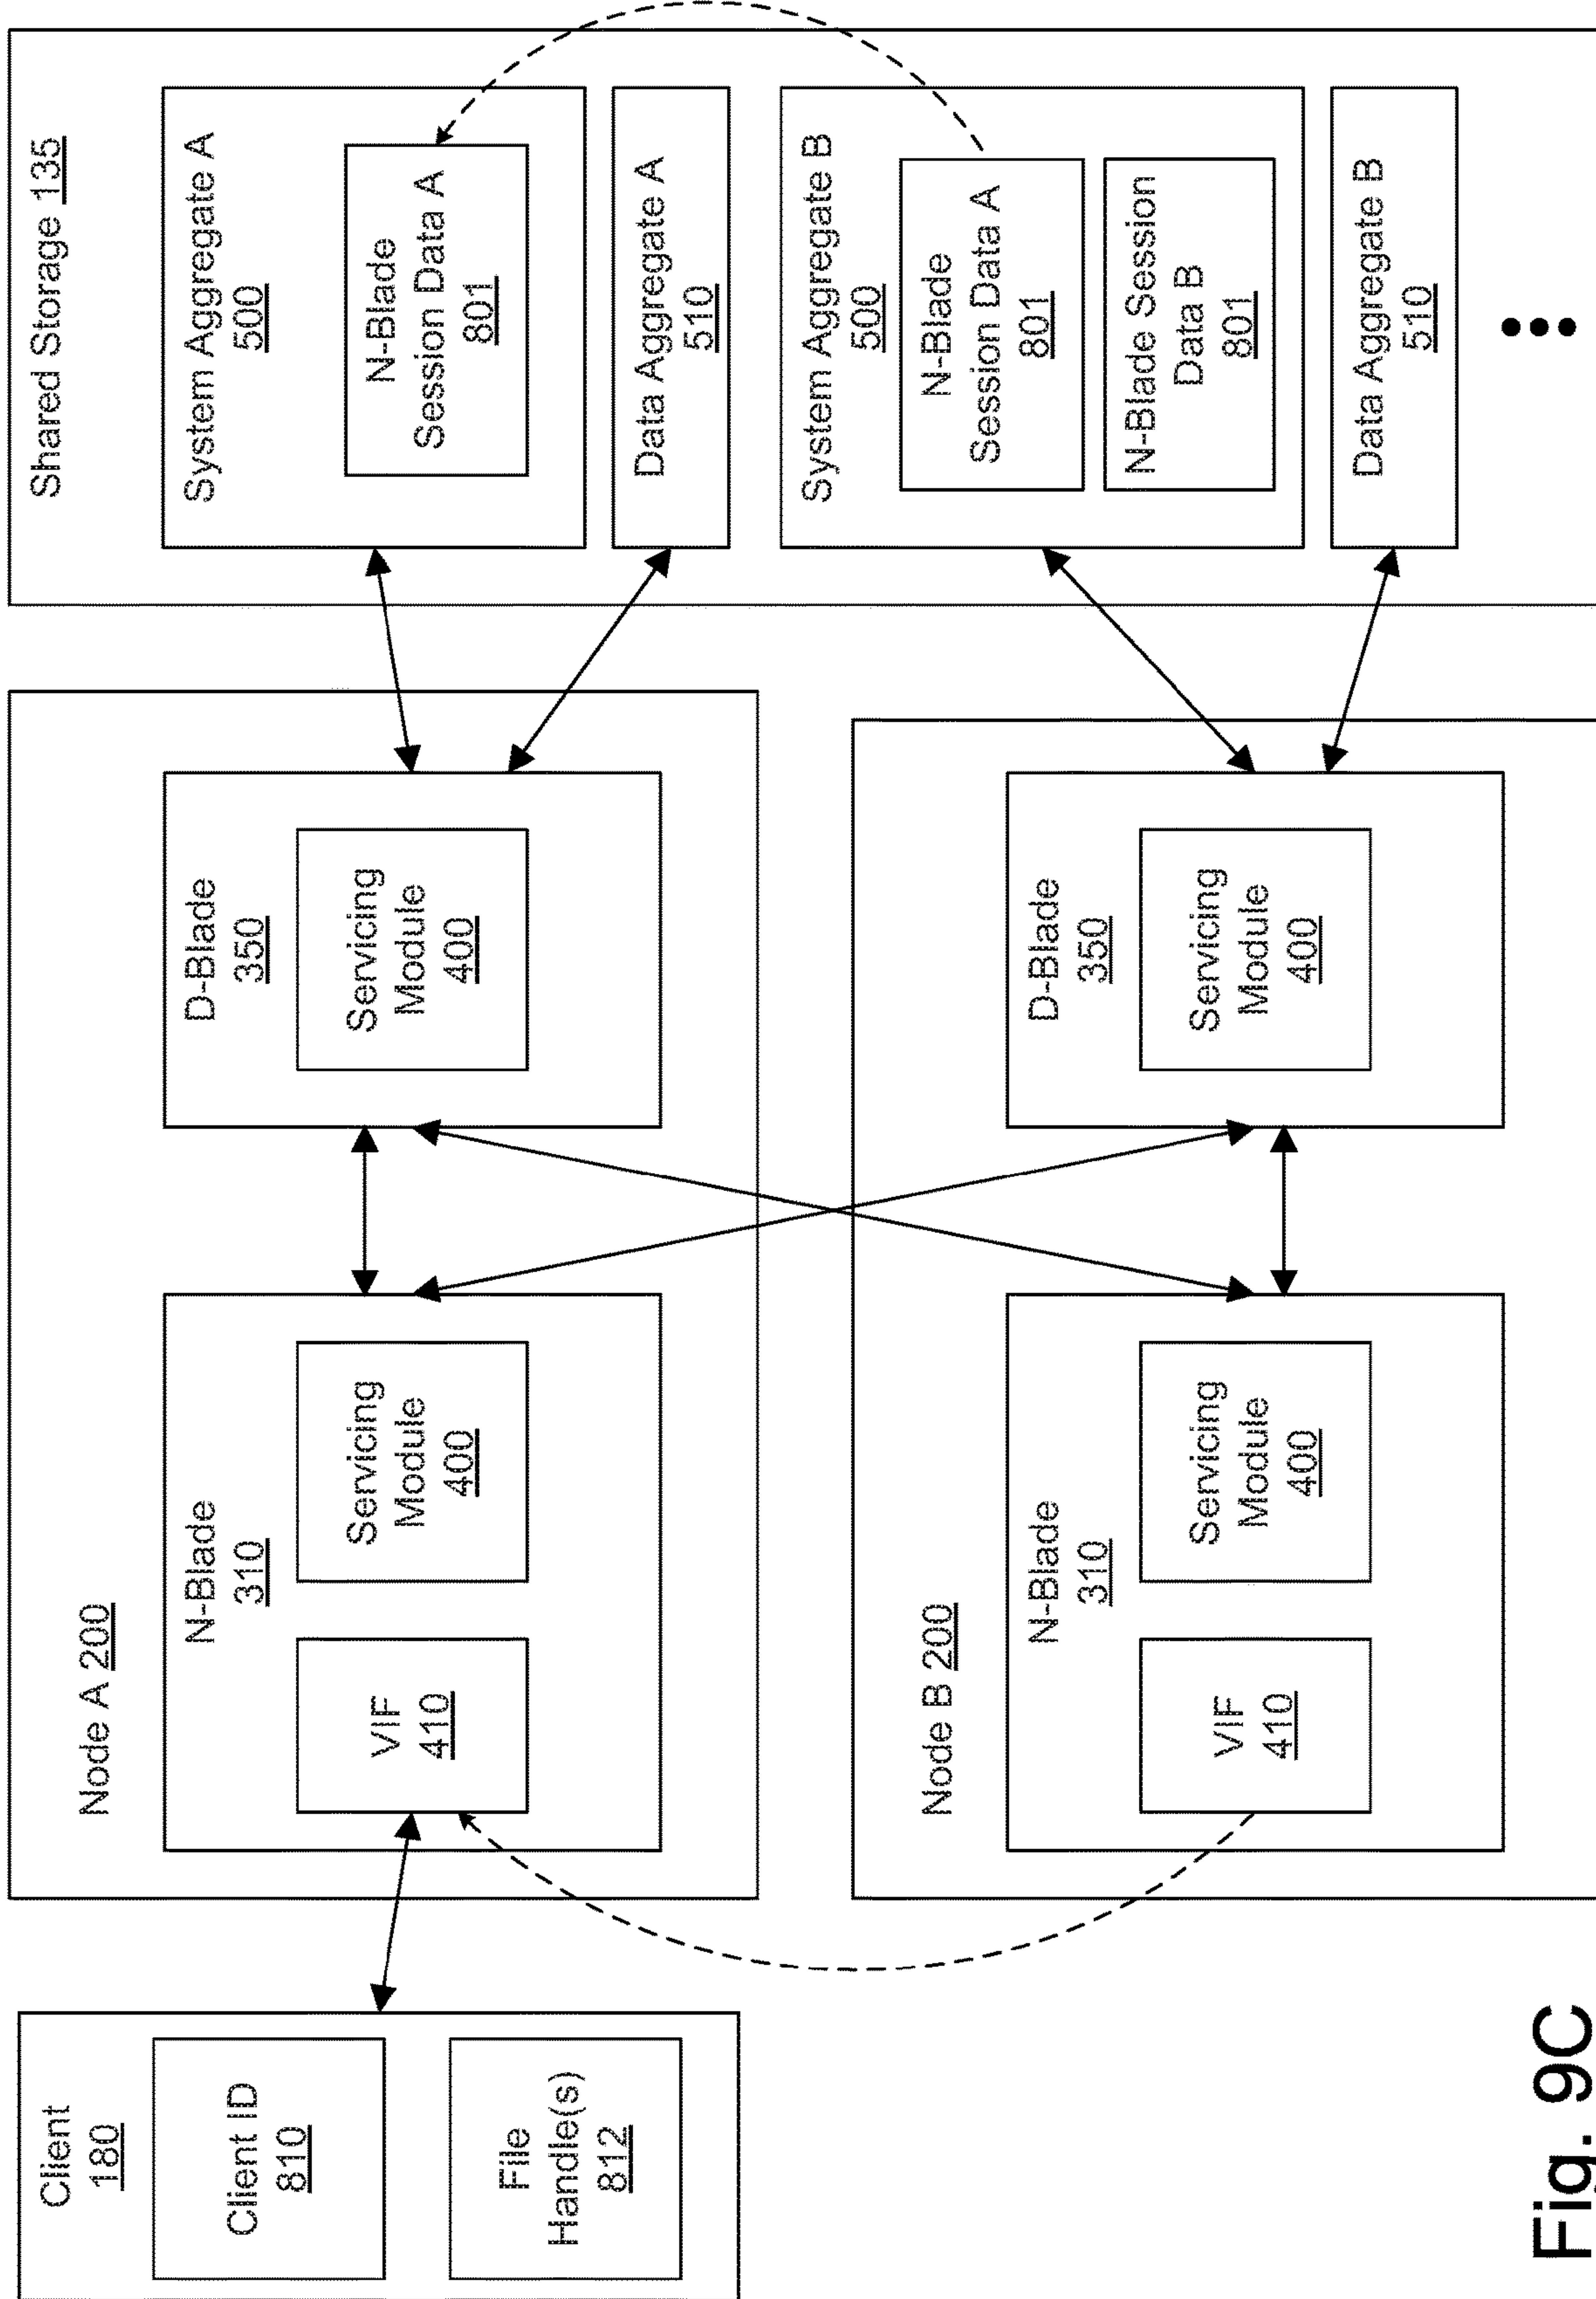 Client
180
Client ID
810
File
Handle(s)
812
Node A 200
N-Blade
310
VIF
410
Servicing
Module
400
D-Blade
350
Servicing
Module
400
Node B 200
N-Blade
310
VIF
410
Servicing
Module
400
D-Blade
350
Servicing
Module
400
Shared Storage 135
System Aggregate A
500
N-Blade
Session Data A
801
Data Aggregate A
510
System Aggregate B
500
N-Blade
Session Data A
801
N-Blade Session
Data B
801
Data Aggregate B
510
Fig. 9C